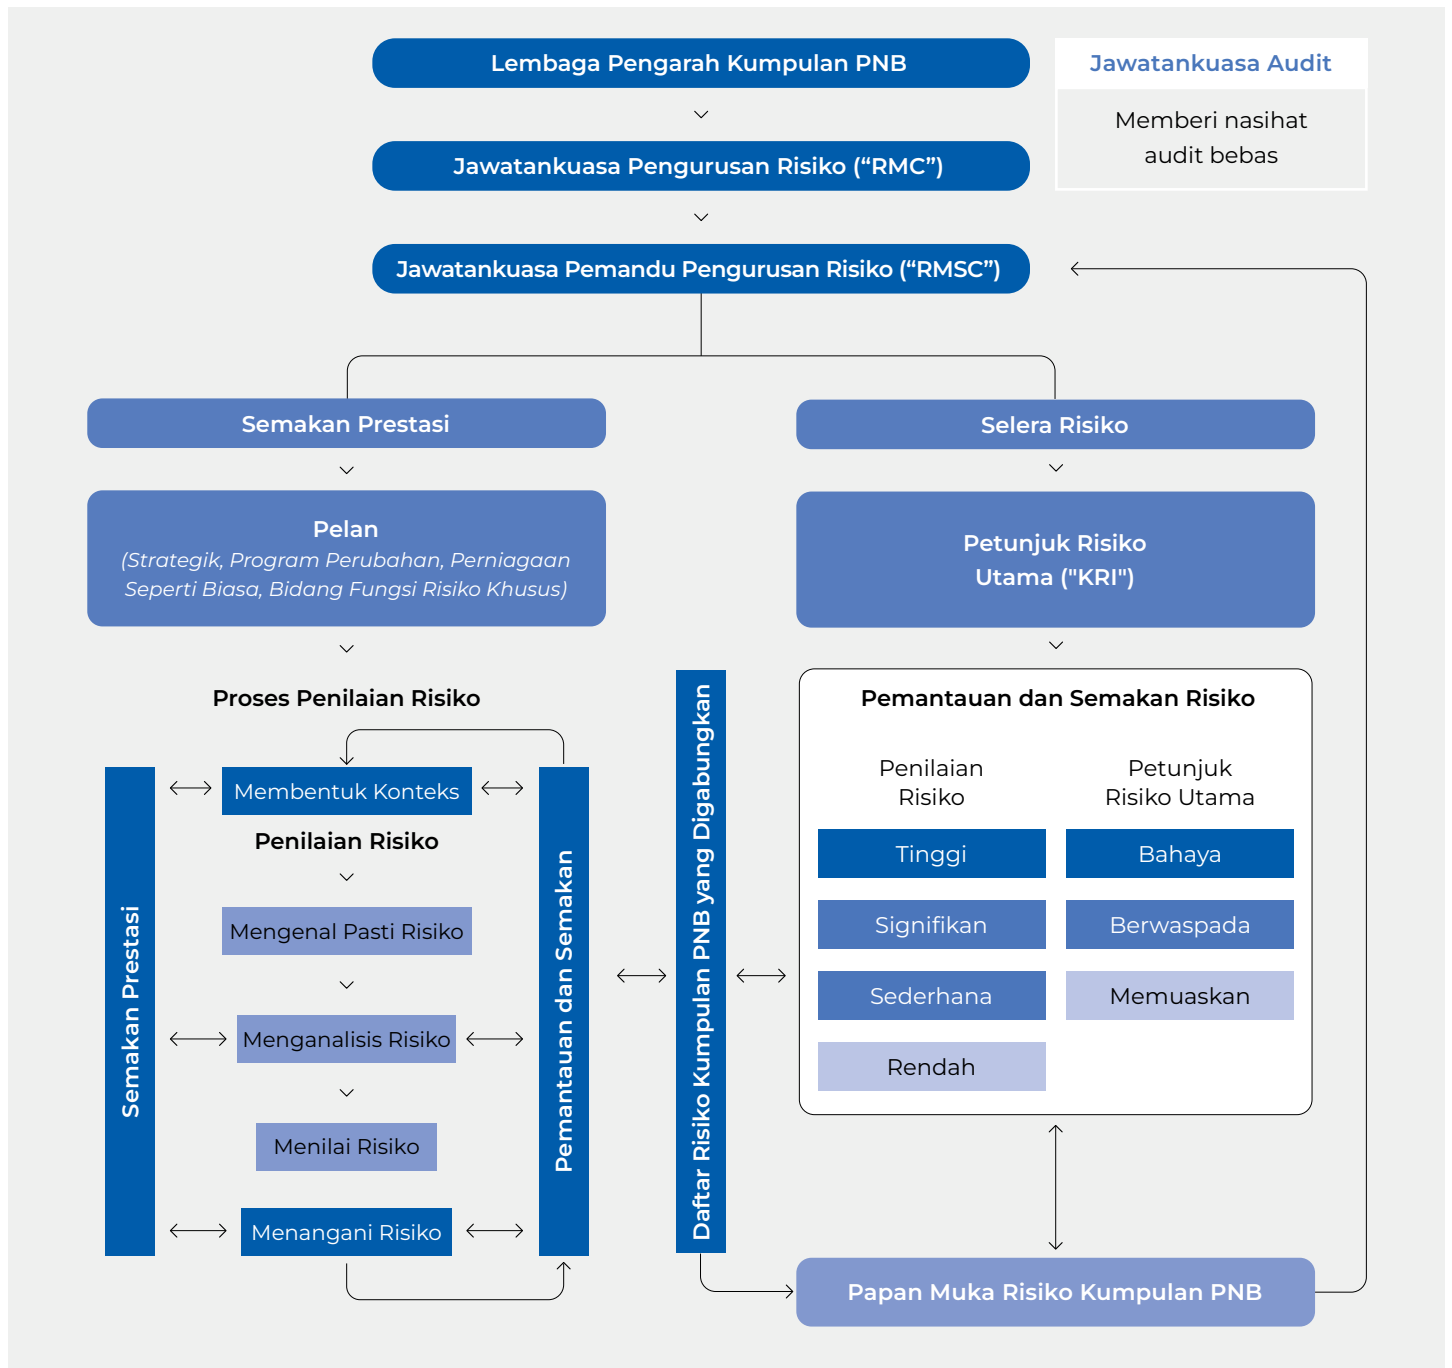 Lembaga Pengarah Kumpulan PNB
Jawatankuasa Audit
Memberi nasihat
audit bebas
Jawatankuasa Pengurusan Risiko (“RMC”)
Jawatankuasa Pemandu Pengurusan Risiko (“RMSC”)
Semakan Prestasi
Pelan
(Strategik, Program Perubahan, Perniagaan
Seperti Biasa, Bidang Fungsi Risiko Khusus)
Proses Penilaian Risiko
Semakan Prestasi
Membentuk Konteks
Penilaian Risiko
Mengenal Pasti Risiko
Menganalisis Risiko
Menilai Risiko
Menangani Risiko
Pemantauan dan Semakan
Daftar Risiko Kumpulan PNB yang Digabungkan
Selera Risiko
Petunjuk Risiko
Utama ("KRI")
Pemantauan dan Semakan Risiko
Penilaian
Risiko
Tinggi
Signifikan
Sederhana
Rendah
Petunjuk
Risiko Utama
Bahaya
Berwaspada
Memuaskan
Papan Muka Risiko Kumpulan PNB